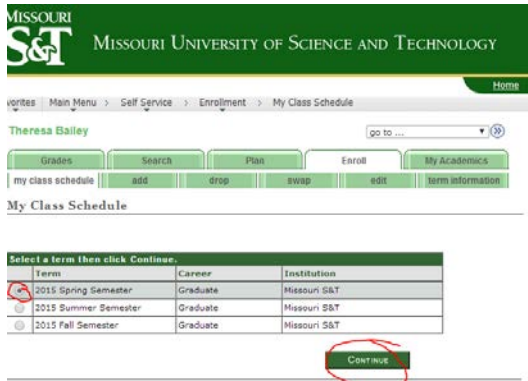 MISSOURI
S&T
MISSOURI UNIVERSITY OF SCIENCE AND TECHNOLOGY
Home
vorites Main Menu > Self Service > Enrollment > My Class Schedule
Theresa Bailey
go to ...
Grades Search Plan Enroll My Academics
my class schedule add drop swap edit term information
My Class Schedule
Select a term then click Continue.
Term Career Institution
2015 Spring Semester Graduate Missouri S&T
2015 Summer Semester Graduate Missouri S&T
2015 Fall Semester Graduate Missouri S&T
CONTINUE